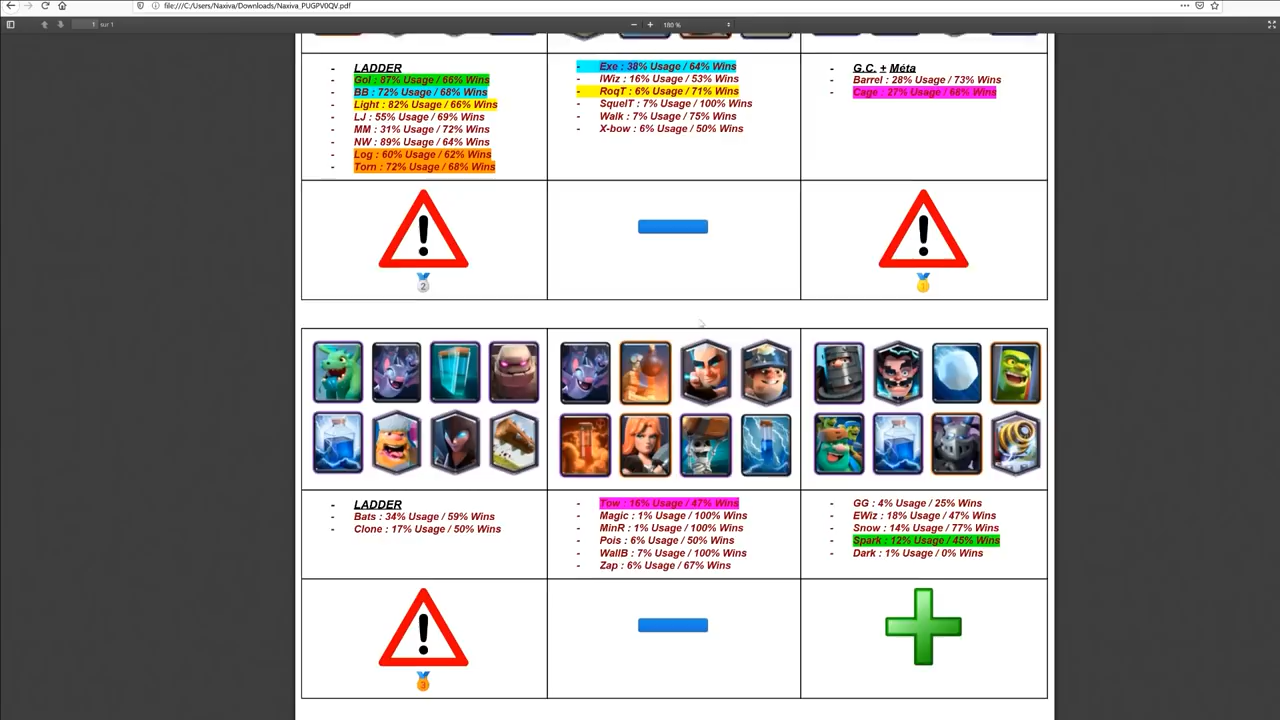 file:///C:/Users/Naxiva/Downloads/Naxiva_PUGPV0QV.pdf
1 sur 1
180 %
- LADDER
- Gol : 87% Usage / 66% Wins
- BB : 72% Usage / 68% Wins
- Light : 82% Usage / 66% Wins
- LJ : 55% Usage / 69% Wins
- MM : 31% Usage / 72% Wins
- NW : 89% Usage / 64% Wins
- Log : 60% Usage / 62% Wins
- Torn : 72% Usage / 68% Wins
- Exe : 38% Usage / 64% Wins
- IWiz : 16% Usage / 53% Wins
- RoqT : 6% Usage / 71% Wins
- SquelT : 7% Usage / 100% Wins
- Walk : 7% Usage / 75% Wins
- X-bow : 6% Usage / 50% Wins
- G.C. + Méta
- Barrel : 28% Usage / 73% Wins
- Cage : 27% Usage / 68% Wins
!
2
!
1
- LADDER
- Bats : 34% Usage / 59% Wins
- Clone : 17% Usage / 50% Wins
- Tow : 16% Usage / 47% Wins
- Magic : 1% Usage / 100% Wins
- MinR : 1% Usage / 100% Wins
- Pois : 6% Usage / 50% Wins
- WallB : 7% Usage / 100% Wins
- Zap : 6% Usage / 67% Wins
- GG : 4% Usage / 25% Wins
- EWiz : 18% Usage / 47% Wins
- Snow : 14% Usage / 77% Wins
- Spark : 12% Usage / 45% Wins
- Dark : 1% Usage / 0% Wins
!
3